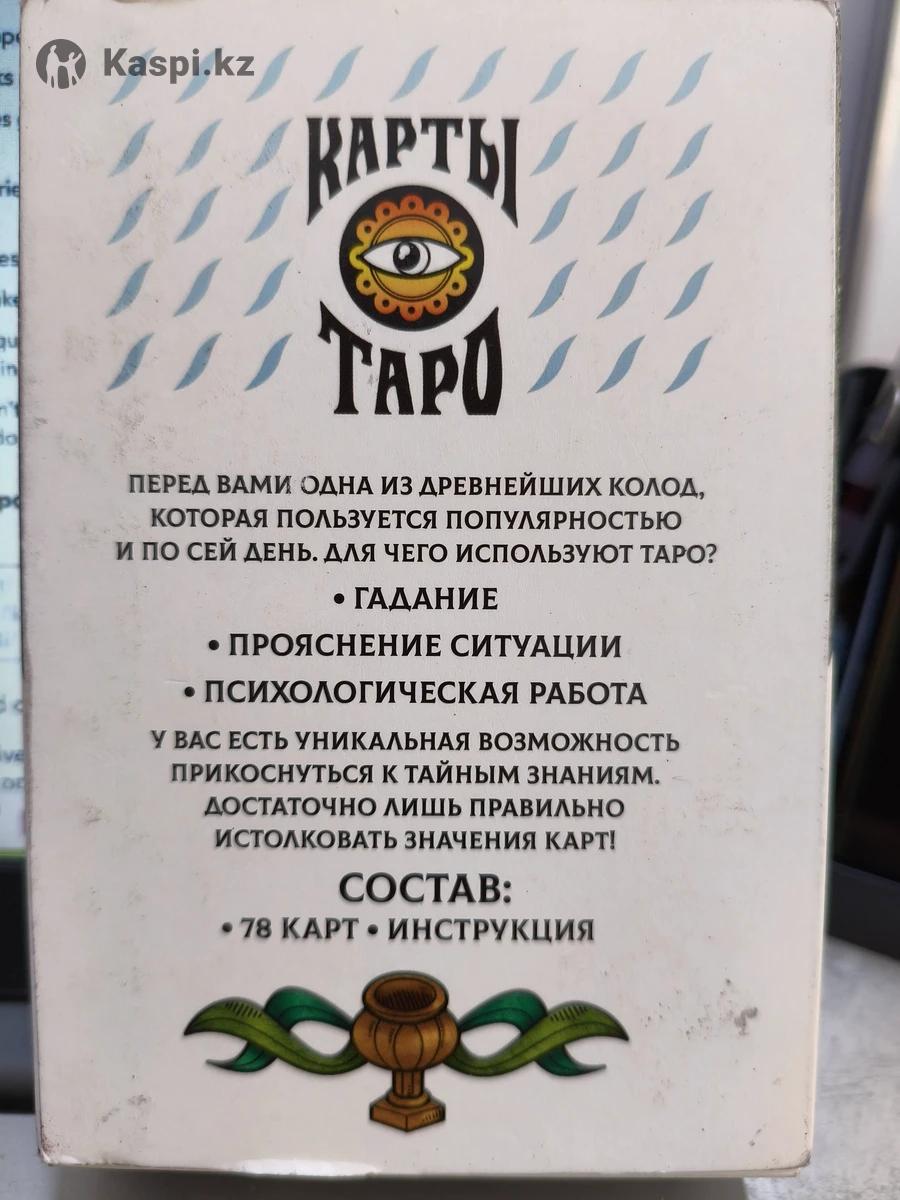 Kaspi.kz
КАРТЫ
ТАРО
ПЕРЕД ВАМИ ОДНА ИЗ ДРЕВНЕЙШИХ КОЛОД,
КОТОРАЯ ПОЛЬЗУЕТСЯ ПОПУЛЯРНОСТЬЮ
И ПО СЕЙ ДЕНЬ. ДЛЯ ЧЕГО ИСПОЛЬЗУЮТ ТАРО?
• ГАДАНИЕ
• ПРОЯСНЕНИЕ СИТУАЦИИ
• ПСИХОЛОГИЧЕСКАЯ РАБОТА
У ВАС ЕСТЬ УНИКАЛЬНАЯ ВОЗМОЖНОСТЬ
ПРИКОСНУТЬСЯ К ТАЙНЫМ ЗНАНИЯМ.
ДОСТАТОЧНО ЛИШЬ ПРАВИЛЬНО
ИСТОЛКОВАТЬ ЗНАЧЕНИЯ КАРТ!
СОСТАВ:
• 78 КАРТ • ИНСТРУКЦИЯ